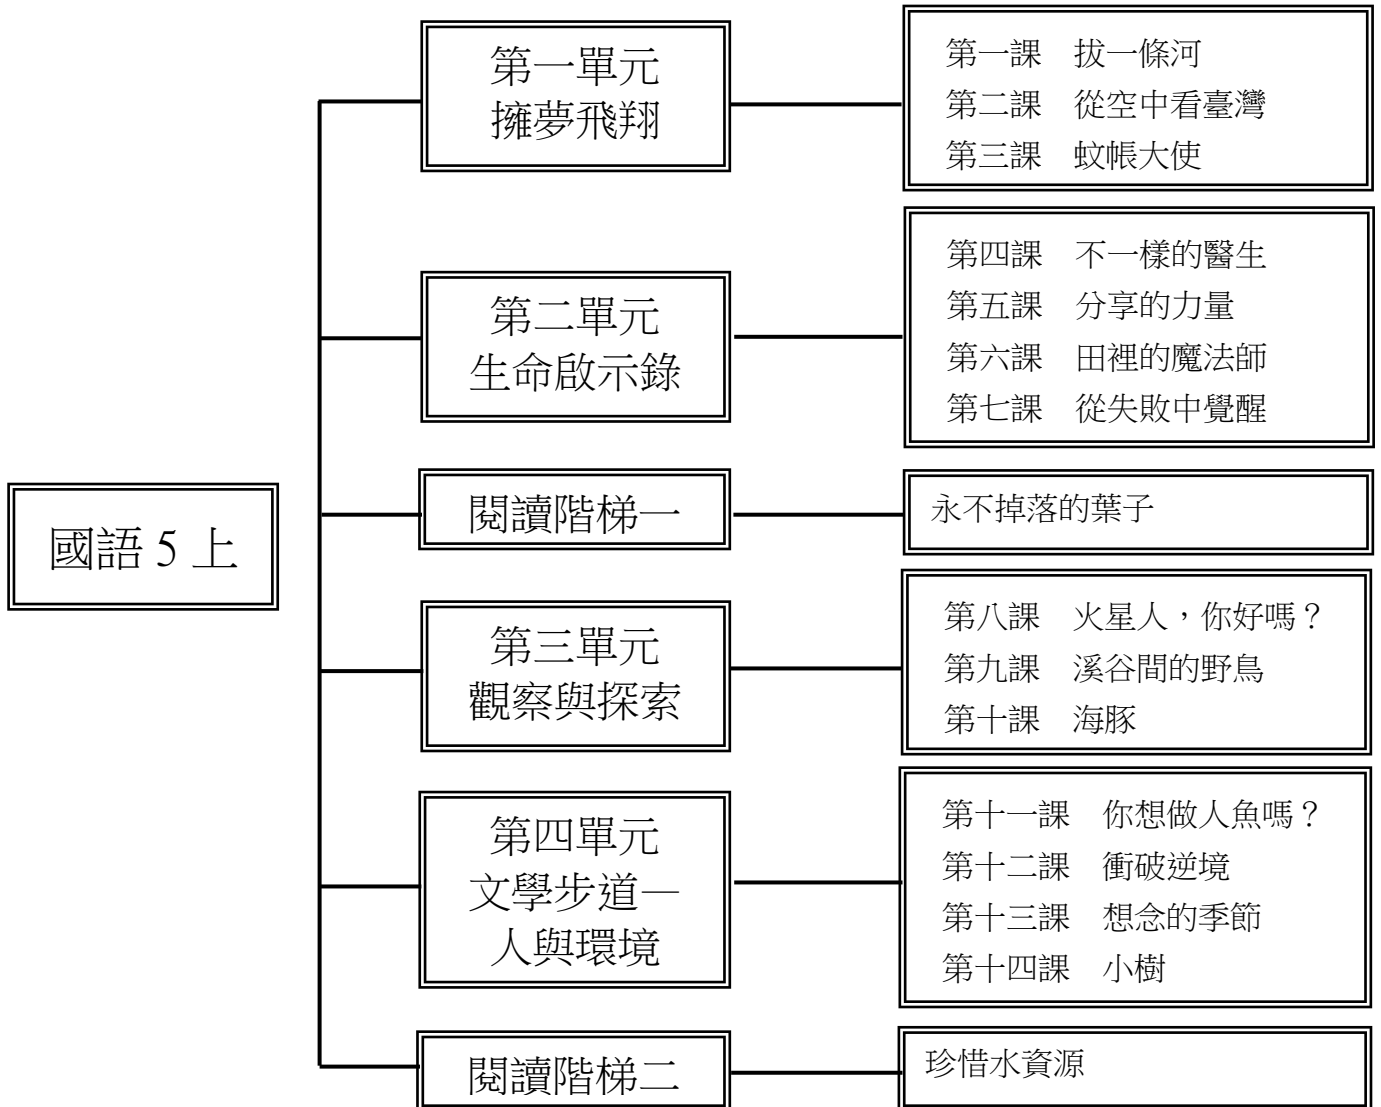 國語 5 上
第一單元
擁夢飛翔
第一課　拔一條河
第二課　從空中看臺灣
第三課　蚊帳大使
第二單元
生命啟示錄
第四課　不一樣的醫生
第五課　分享的力量
第六課　田裡的魔法師
第七課　從失敗中覺醒
閱讀階梯一
永不掉落的葉子
第三單元
觀察與探索
第八課　火星人，你好嗎？
第九課　溪谷間的野鳥
第十課　海豚
第四單元
文學步道—
人與環境
第十一課　你想做人魚嗎？
第十二課　衝破逆境
第十三課　想念的季節
第十四課　小樹
閱讀階梯二
珍惜水資源